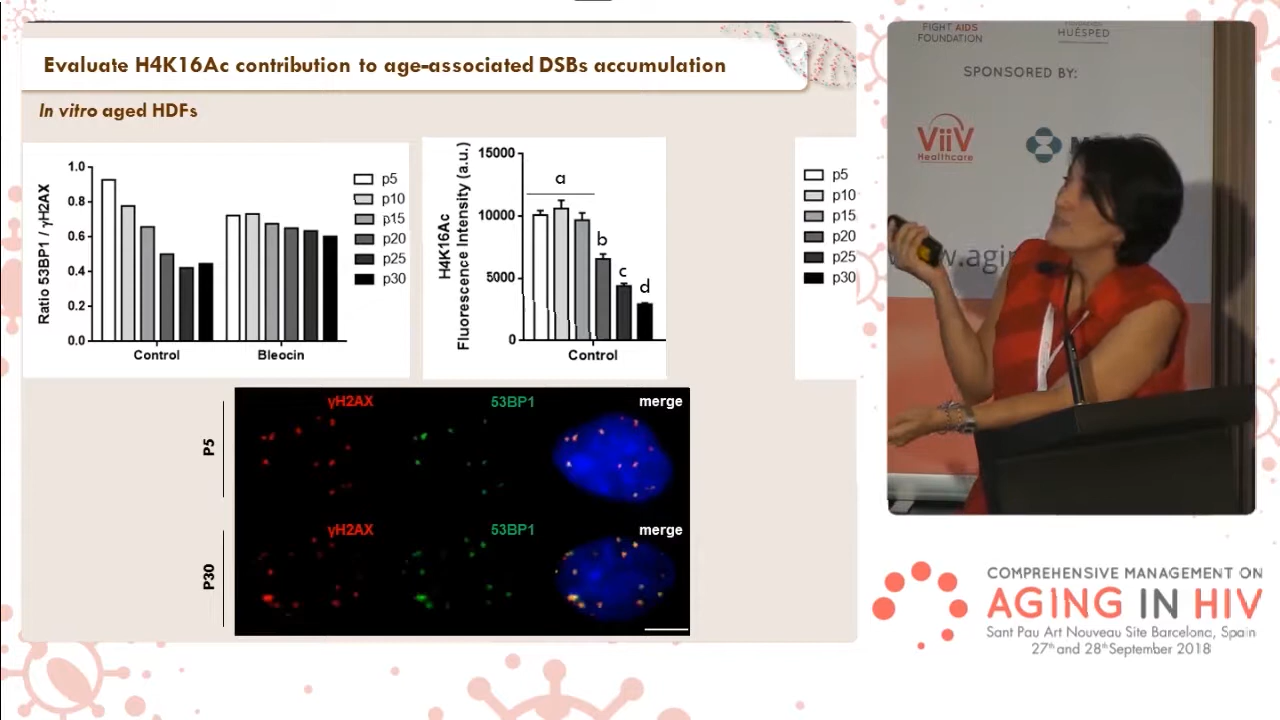 Evaluate H4K16Ac contribution to age-associated DSBs accumulation
In vitro aged HDFs
Ratio 53BP1 / γH2AX
1.0
0.8
0.6
0.4
0.2
0.0
Control
Bleocin
p5
p10
p15
p20
p25
p30
H4K16Ac
Fluorescence Intensity (a.u.)
15000
10000
5000
0
a
b
c
d
Control
p5
p10
p15
p20
p25
p30
P5
γH2AX
53BP1
merge
P30
γH2AX
53BP1
merge
FIGHT AIDS
FOUNDATION
HUÉSPED
SPONSORED BY:
ViiV
Healthcare
COMPREHENSIVE MANAGEMENT ON
AGING IN HIV
Sant Pau Art Nouveau Site Barcelona, Spain
27th and 28th September 2018